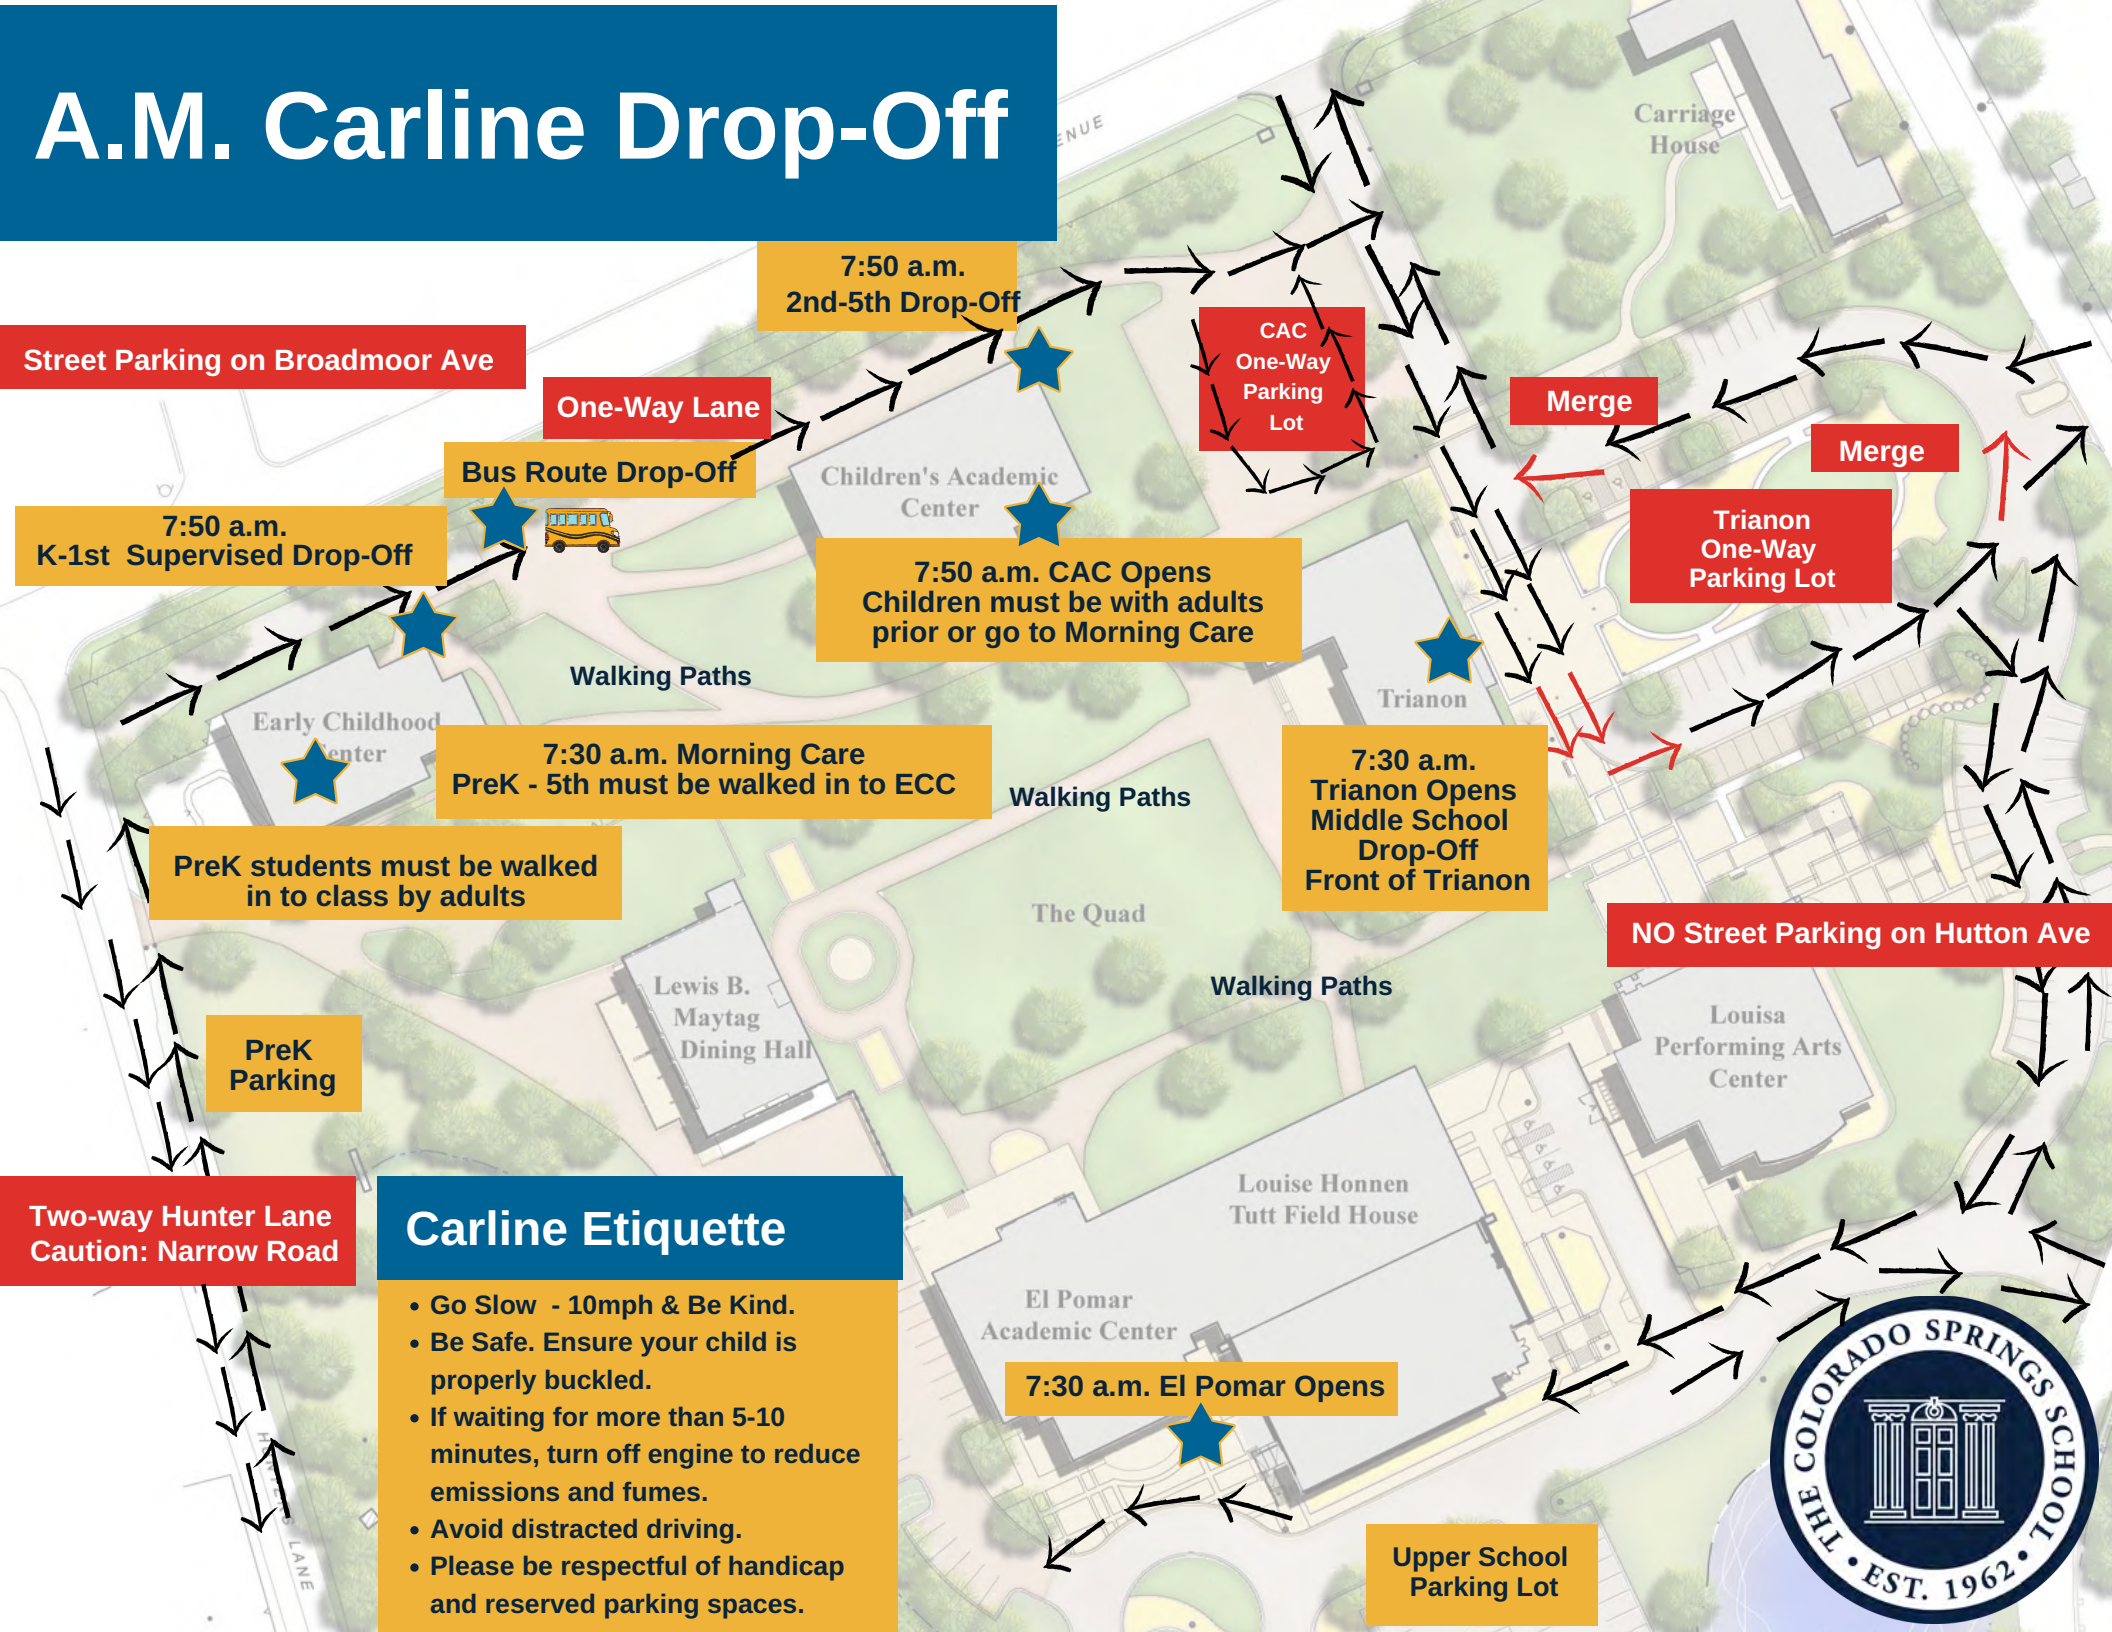 A.M. Carline Drop-Off
ENUE
Carriage
House
7:50 a.m.
2nd-5th Drop-Off
Street Parking on Broadmoor Ave
One-Way Lane
CAC
One-Way
Parking
Lot
Merge
Merge
Bus Route Drop-Off
Children's Academic
Center
7:50 a.m.
K-1st  Supervised Drop-Off
Trianon
One-Way
Parking Lot
7:50 a.m. CAC Opens
Children must be with adults
prior or go to Morning Care
Walking Paths
Trianon
Early Childhood
enter
7:30 a.m. Morning Care
PreK - 5th must be walked in to ECC
Walking Paths
7:30 a.m.
Trianon Opens
Middle School
Drop-Off
Front of Trianon
PreK students must be walked
in to class by adults
The Quad
NO Street Parking on Hutton Ave
Walking Paths
Lewis B.
Maytag
Dining Hall
Louisa
Performing Arts
Center
PreK
Parking
Two-way Hunter Lane
Caution: Narrow Road
Carline Etiquette
Louise Honnen
Tutt Field House
El Pomar
Academic Center
• Go Slow  - 10mph & Be Kind.
• Be Safe. Ensure your child is
properly buckled.
• If waiting for more than 5-10
minutes, turn off engine to reduce
emissions and fumes.
• Avoid distracted driving.
• Please be respectful of handicap
and reserved parking spaces.
7:30 a.m. El Pomar Opens
Upper School
Parking Lot
THE COLORADO SPRINGS SCHOOL
• EST. 1962 •
LANE